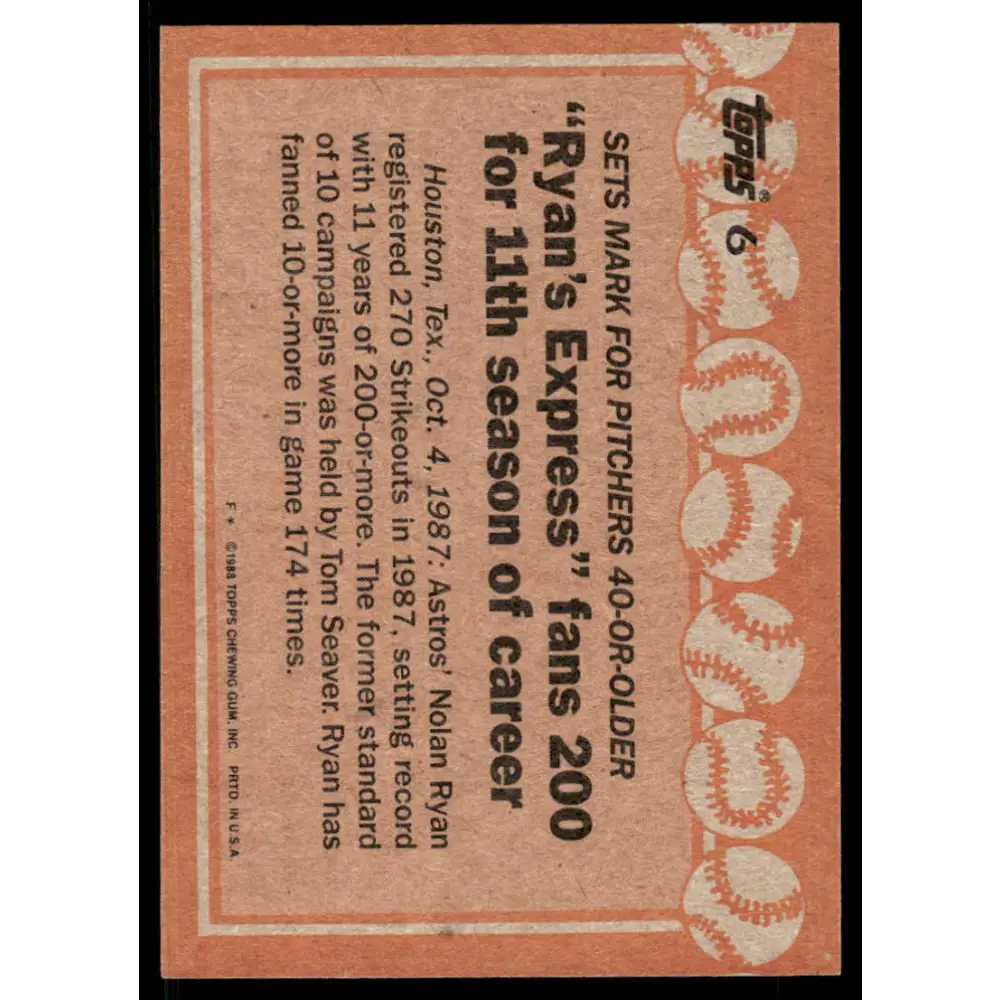 topps® 6
SETS MARK FOR PITCHERS 40-OR-OLDER
“Ryan's Express” fans 200
for 11th season of career
Houston, Tex., Oct. 4, 1987: Astros' Nolan Ryan
registered 270 Strikeouts in 1987, setting record
with 11 years of 200-or-more. The former standard
of 10 campaigns was held by Tom Seaver. Ryan has
fanned 10-or-more in game 174 times.
F * ©1988 TOPPS CHEWING GUM, INC. PRTD. IN U.S.A.